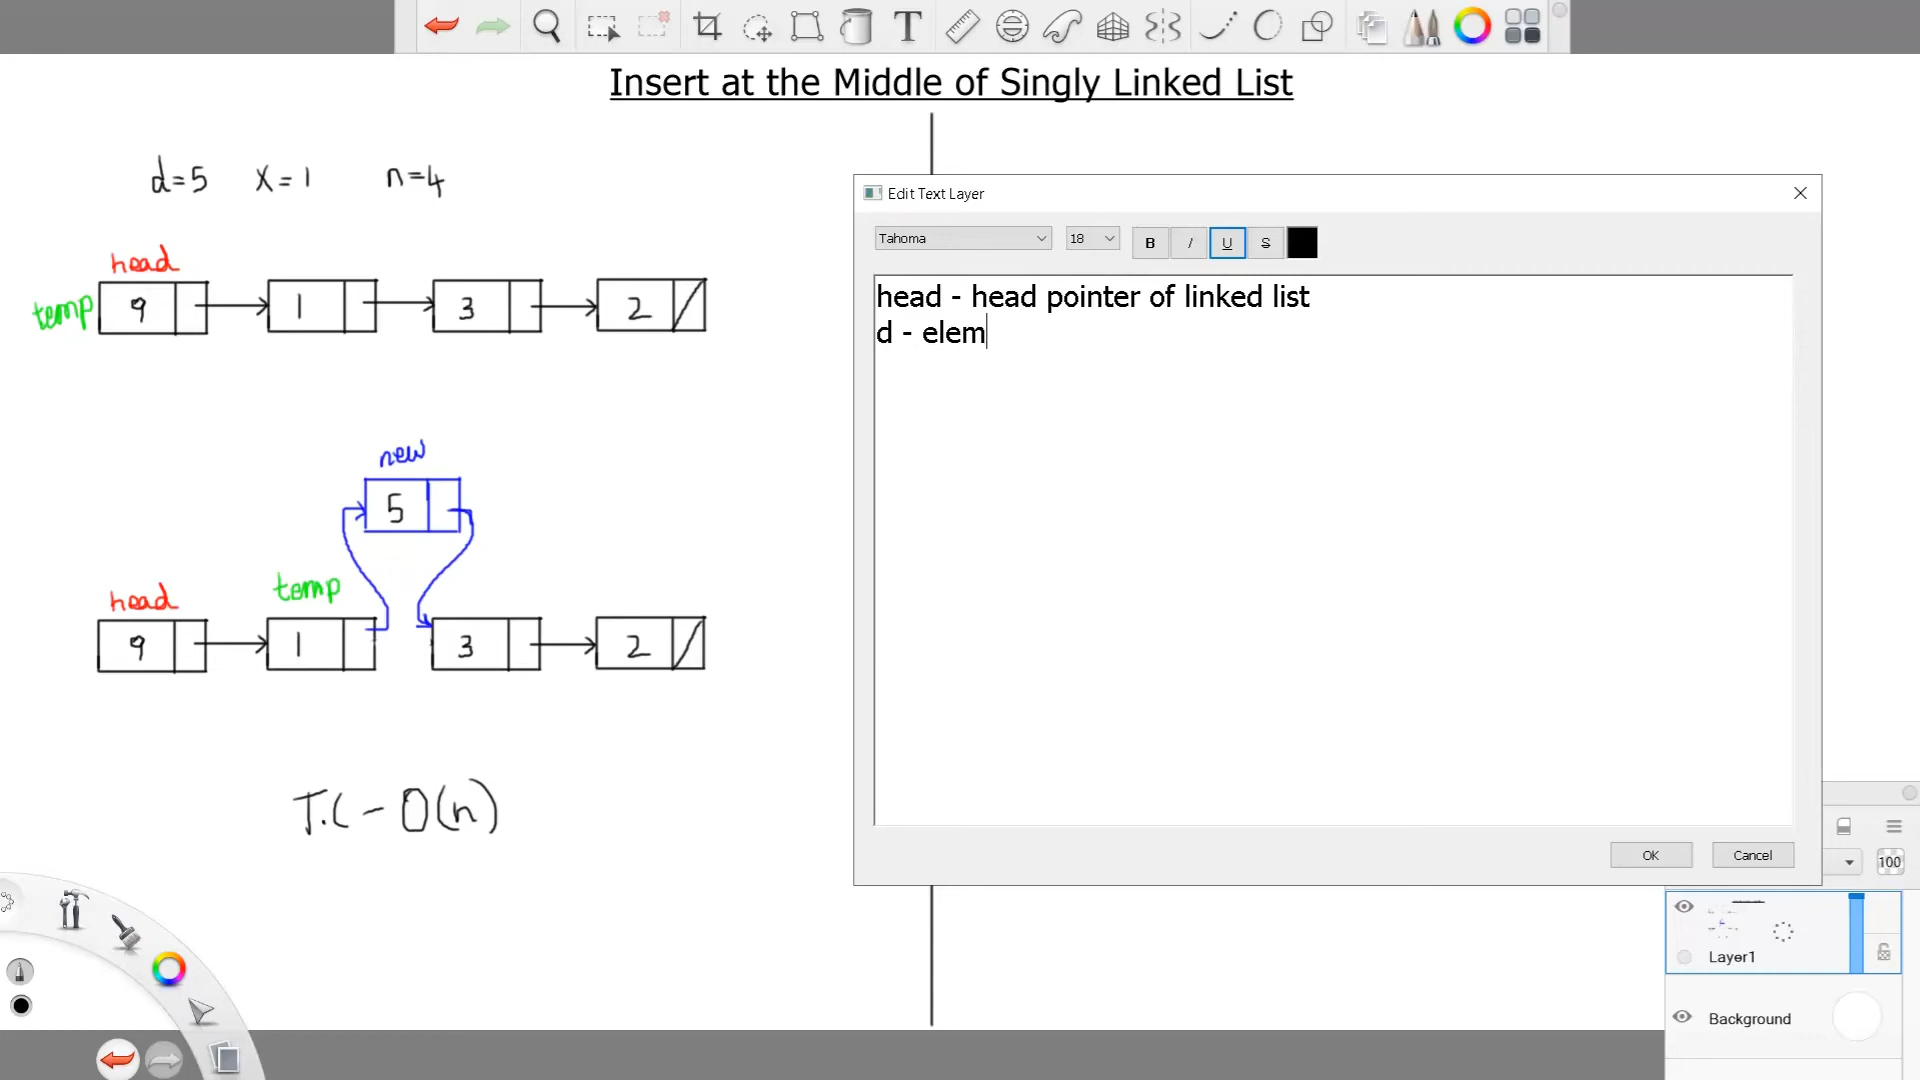 Insert at the Middle of Singly Linked List
d=5 x=1 n=4
head
temp 9 1 3 2
new
5
head temp
9 1 3 2
T.C - O(n)
Edit Text Layer
Tahoma 18 B I U S
head - head pointer of linked list
d - elem
OK Cancel
100
Layer1
Background